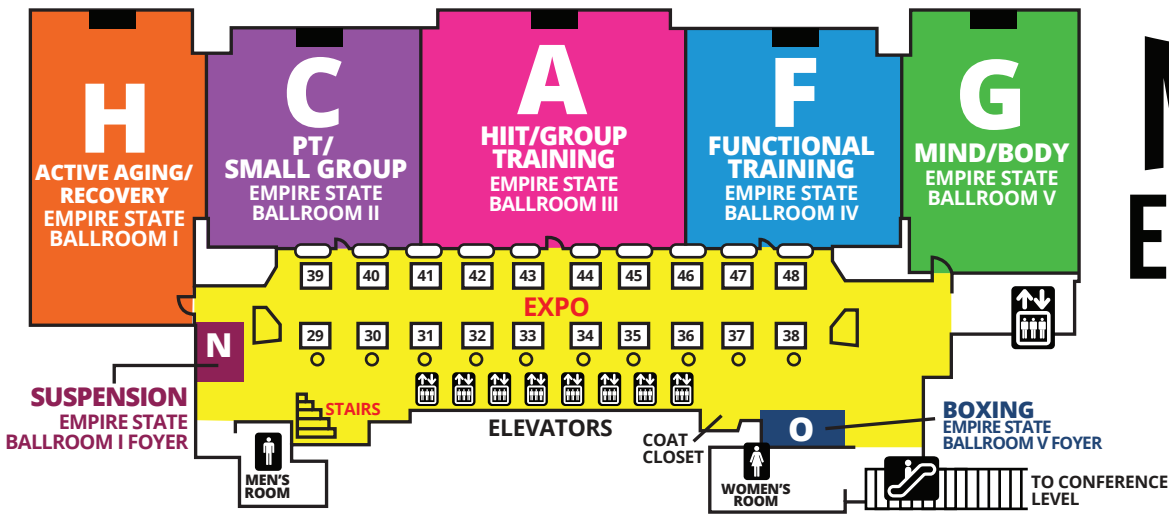 H
ACTIVE AGING/
RECOVERY
EMPIRE STATE
BALLROOM I
C
PT/
SMALL GROUP
EMPIRE STATE
BALLROOM II
A
HIIT/GROUP
TRAINING
EMPIRE STATE
BALLROOM III
F
FUNCTIONAL
TRAINING
EMPIRE STATE
BALLROOM IV
G
MIND/BODY
EMPIRE STATE
BALLROOM V
39 40 41 42 43 44 45 46 47 48
EXPO
29 30 31 32 33 34 35 36 37 38
N
SUSPENSION
EMPIRE STATE
BALLROOM I FOYER
STAIRS
ELEVATORS
MEN'S
ROOM
COAT
CLOSET
O
BOXING
EMPIRE STATE
BALLROOM V FOYER
WOMEN'S
ROOM
TO CONFERENCE
LEVEL
E